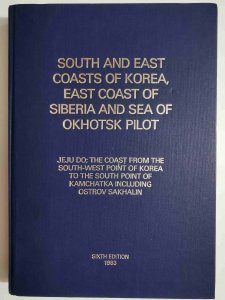 SOUTH AND EAST
COASTS OF KOREA,
EAST COAST OF
SIBERIA AND SEA OF
OKHOTSK PILOT
JEJU DO; THE COAST FROM THE
SOUTH-WEST POINT OF KOREA
TO THE SOUTH POINT OF
KAMCHATKA INCLUDING
OSTROV SAKHALIN
SIXTH EDITION
1983